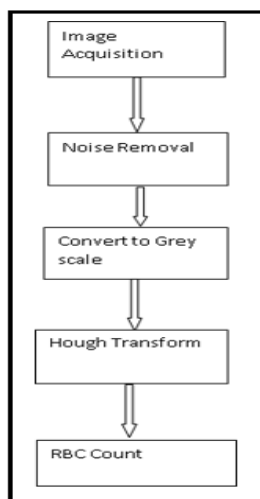 Image
Acquisition
Noise Removal
Convert to Grey
scale
Hough Transform
RBC Count